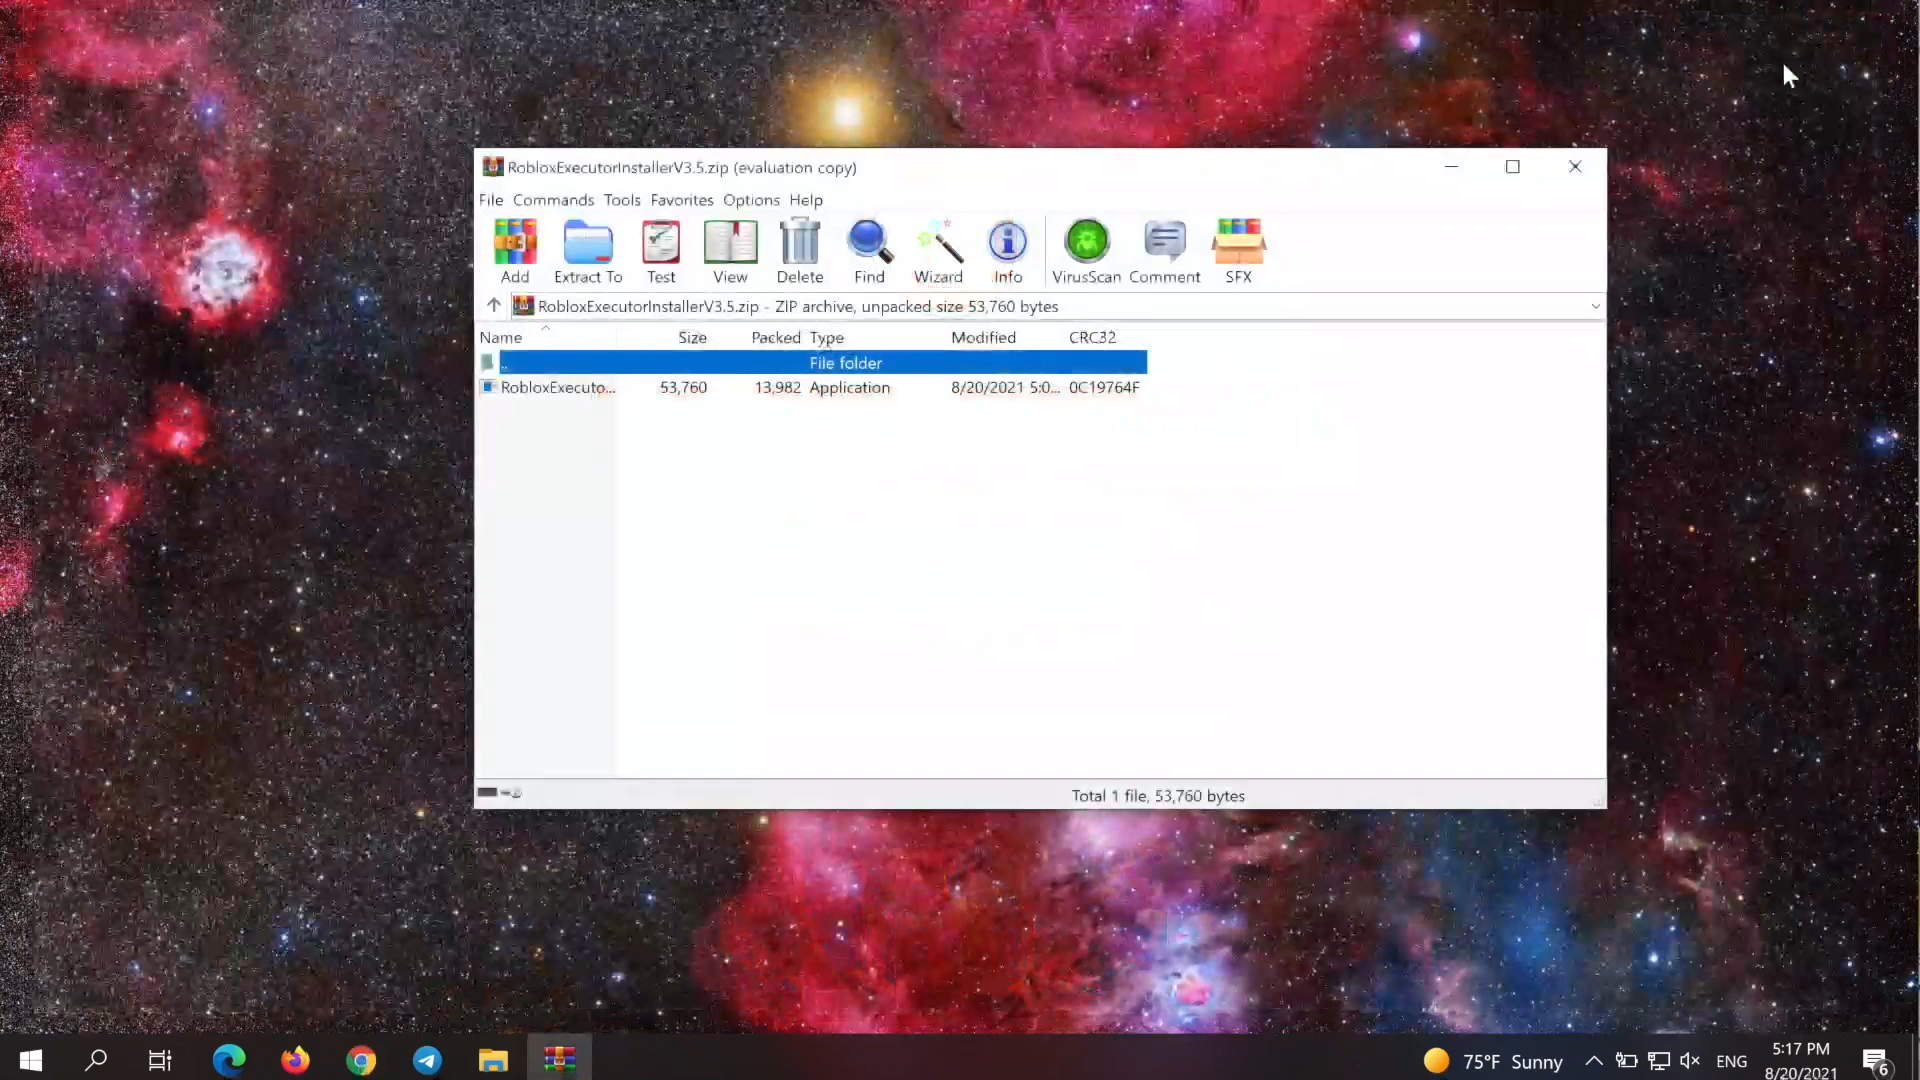 RobloxExecutorInstallerV3.5.zip (evaluation copy)
File Commands Tools Favorites Options Help
Add Extract To Test View Delete Find Wizard Info VirusScan Comment SFX
RobloxExecutorInstallerV3.5.zip - ZIP archive, unpacked size 53,760 bytes
Name Size Packed Type Modified CRC32
.. File folder
RobloxExecuto... 53,760 13,982 Application 8/20/2021 5:0... 0C19764F
Total 1 file, 53,760 bytes
75°F Sunny ENG 5:17 PM
8/20/2021 6